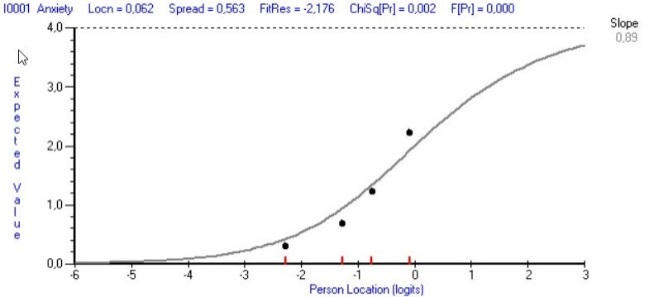 I0001 Anxiety Locn = 0,062 Spread = 0,563 FitRes = -2,176 ChiSq[Pr] = 0,002 F[Pr] = 0,000
Slope
0,89
Expected Value
4,0
3,0
2,0
1,0
0,0
-6 -5 -4 -3 -2 -1 0 1 2 3
Person Location (logits)